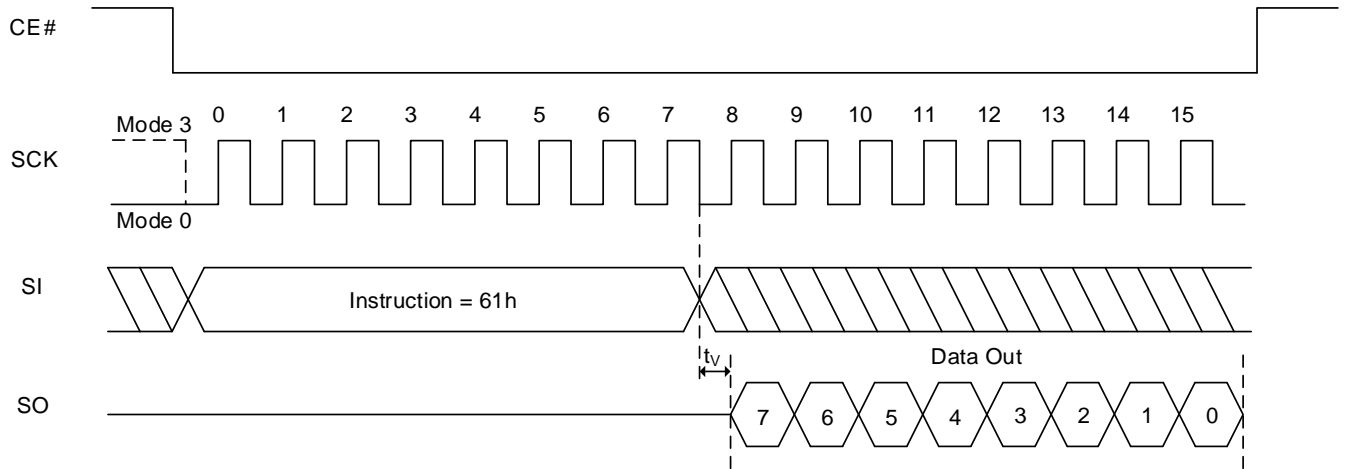 CE#
0 1 2 3 4 5 6 7 8 9 10 11 12 13 14 15
Mode 3
SCK
Mode 0
SI
Instruction = 61h
tV
Data Out
SO
7 6 5 4 3 2 1 0